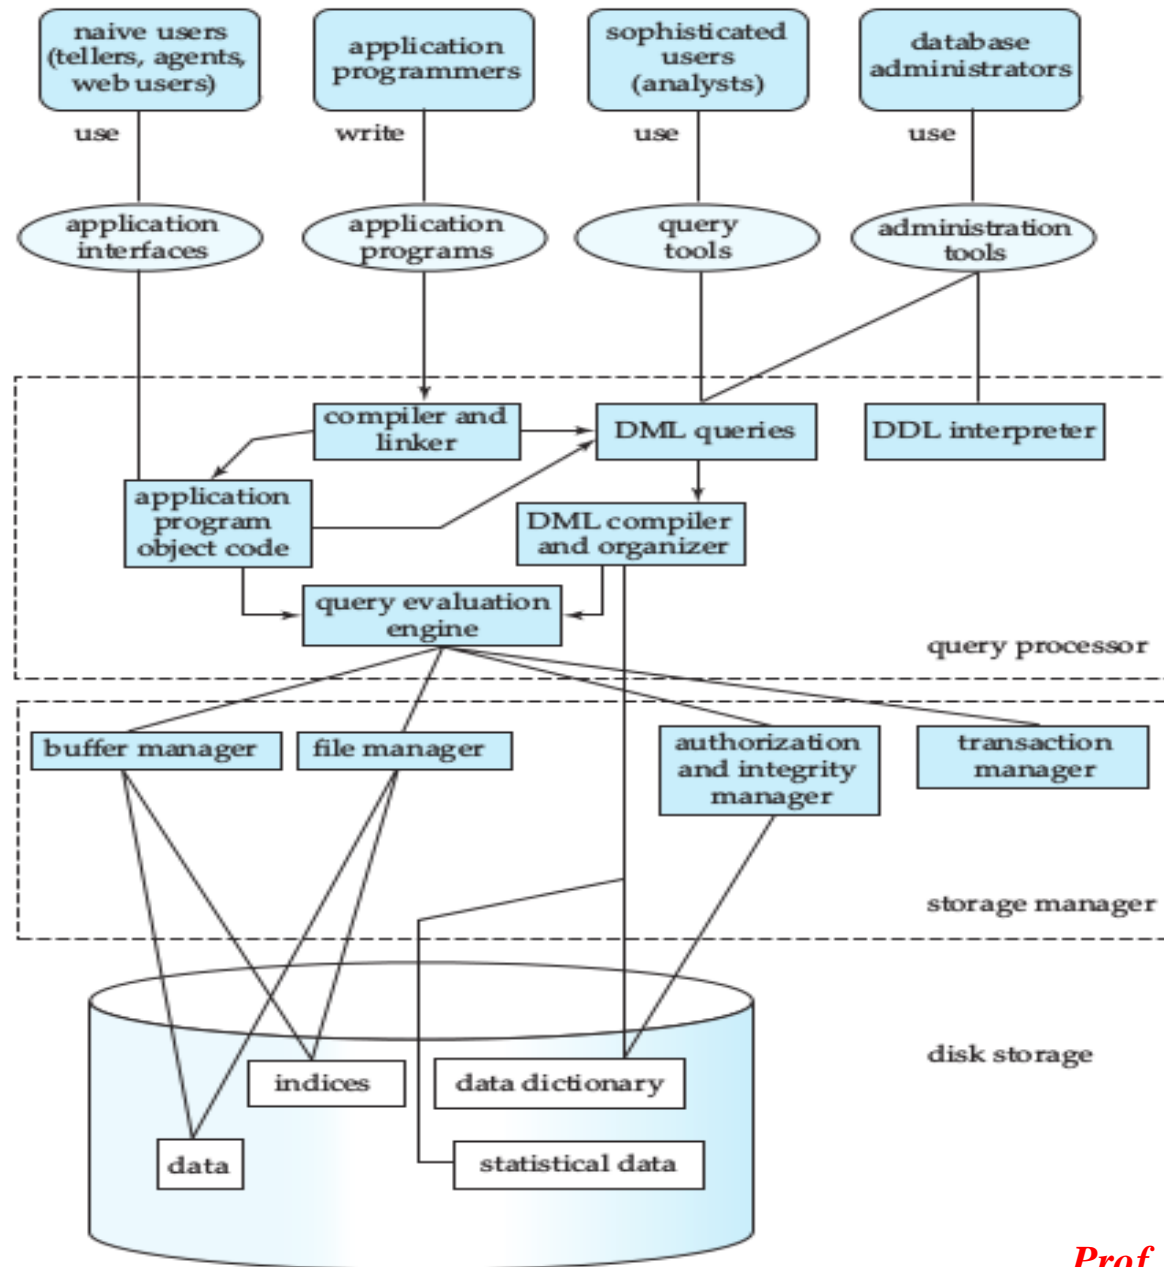 naive users
(tellers, agents,
web users)
application
programmers
sophisticated
users
(analysts)
database
administrators
use
write
use
use
application
interfaces
application
programs
query
tools
administration
tools
compiler and
linker
DML queries
DDL interpreter
application
program
object code
DML compiler
and organizer
query evaluation
engine
query processor
buffer manager
file manager
authorization
and integrity
manager
transaction
manager
storage manager
disk storage
indices
data dictionary
data
statistical data
Prof